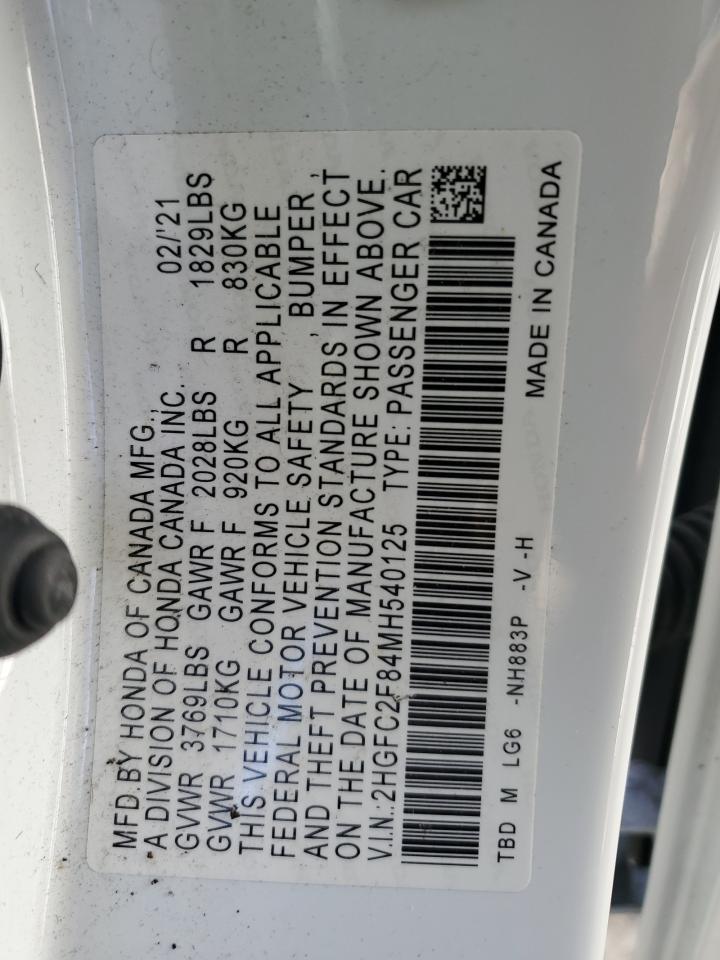 MFD BY HONDA OF CANADA MFG., 02/'21
A DIVISION OF HONDA CANADA INC.
GVWR 3769LBS GAWR F 2028LBS R 1829LBS
GVWR 1710KG GAWR F 920KG R 830KG
THIS VEHICLE CONFORMS TO ALL APPLICABLE
FEDERAL MOTOR VEHICLE SAFETY , BUMPER ,
AND THEFT PREVENTION STANDARDS IN EFFECT
ON THE DATE OF MANUFACTURE SHOWN ABOVE.
V.I.N.:2HGFC2F84MH540125 TYPE: PASSENGER CAR
TBD M LG6 -NH883P -V -H MADE IN CANADA